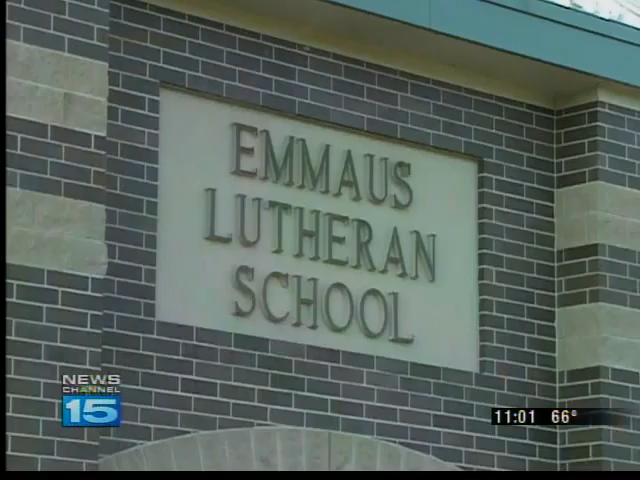 EMMAUS
LUTHERAN
SCHOOL
NEWS
CHANNEL
15
11:01 66°